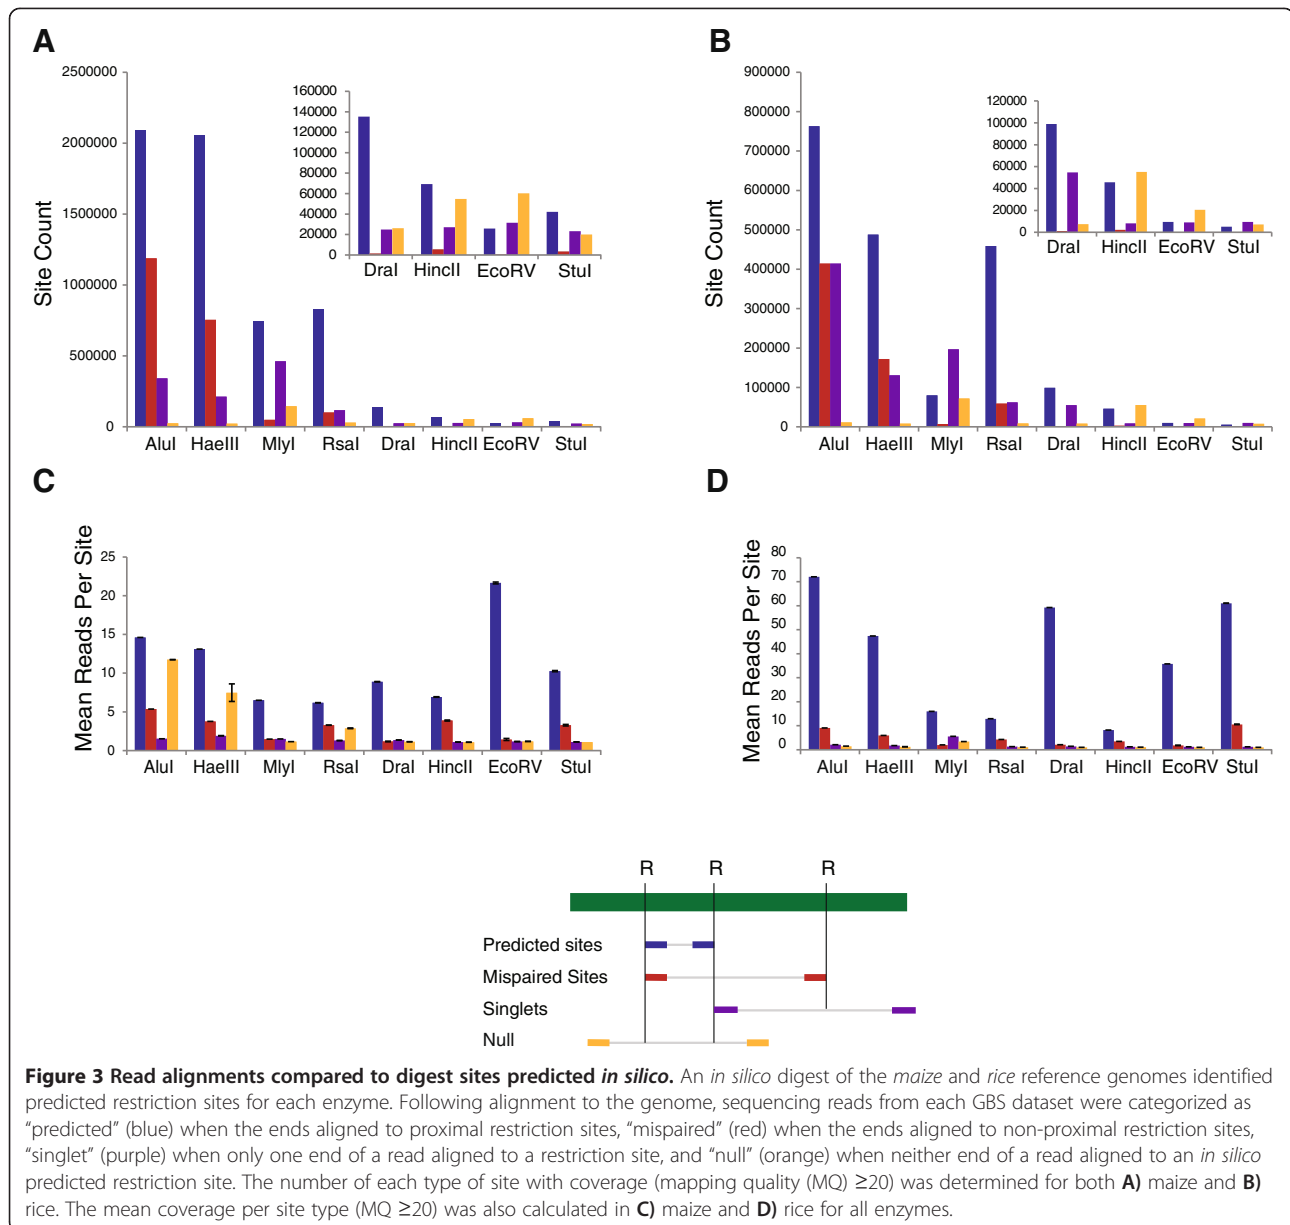 A
B
2500000
2000000
1500000
1000000
500000
0
Site Count
160000
140000
120000
100000
80000
60000
40000
20000
0
DraI HincII EcoRV StuI
AluI HaeIII MlyI RsaI DraI HincII EcoRV StuI
900000
800000
700000
600000
500000
400000
300000
200000
100000
0
Site Count
120000
100000
80000
60000
40000
20000
0
DraI HincII EcoRV StuI
AluI HaeIII MlyI RsaI DraI HincII EcoRV StuI
C
D
25
20
15
10
5
0
Mean Reads Per Site
AluI HaeIII MlyI RsaI DraI HincII EcoRV StuI
80
70
60
50
40
30
20
10
0
Mean Reads Per Site
AluI HaeIII MlyI RsaI DraI HincII EcoRV StuI
R R R
Predicted sites
Mispaired Sites
Singlets
Null
Figure 3 Read alignments compared to digest sites predicted in silico. An in silico digest of the maize and rice reference genomes identified
predicted restriction sites for each enzyme. Following alignment to the genome, sequencing reads from each GBS dataset were categorized as
“predicted” (blue) when the ends aligned to proximal restriction sites, “mispaired” (red) when the ends aligned to non-proximal restriction sites,
“singlet” (purple) when only one end of a read aligned to a restriction site, and “null” (orange) when neither end of a read aligned to an in silico
predicted restriction site. The number of each type of site with coverage (mapping quality (MQ) ≥20) was determined for both A) maize and B)
rice. The mean coverage per site type (MQ ≥20) was also calculated in C) maize and D) rice for all enzymes.